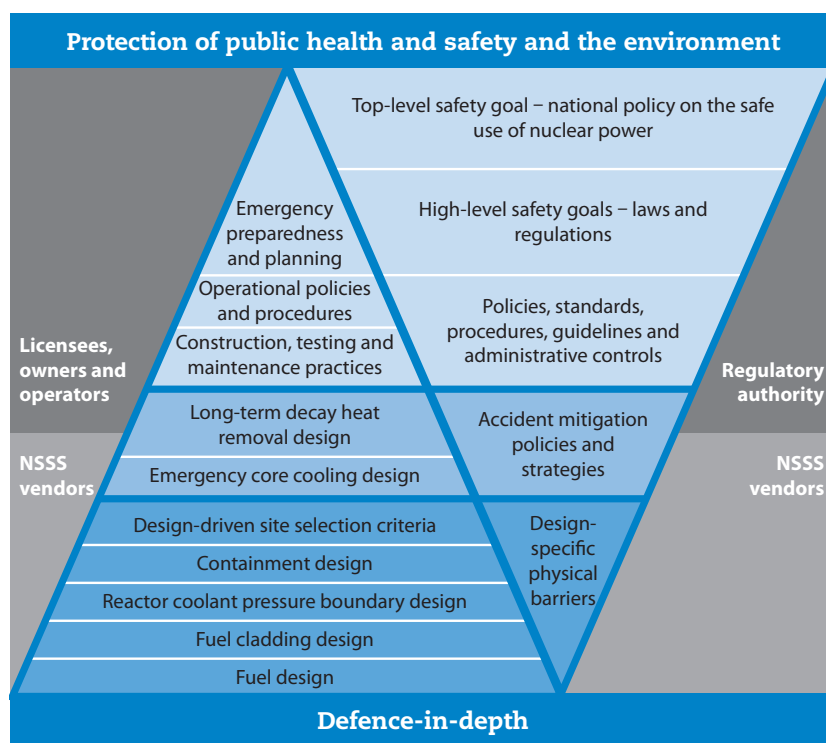 Protection of public health and safety and the environment
Top-level safety goal – national policy on the safe
use of nuclear power
High-level safety goals – laws and
regulations
Emergency
preparedness
and planning
Operational policies
and procedures
Policies, standards,
procedures, guidelines and
administrative controls
Construction, testing and
maintenance practices
Licensees,
owners and
operators
Regulatory
authority
Long-term decay heat
removal design
Accident mitigation
policies and
strategies
NSSS
vendors
NSSS
vendors
Emergency core cooling design
Design-driven site selection criteria
Design-
specific
physical
barriers
Containment design
Reactor coolant pressure boundary design
Fuel cladding design
Fuel design
Defence-in-depth